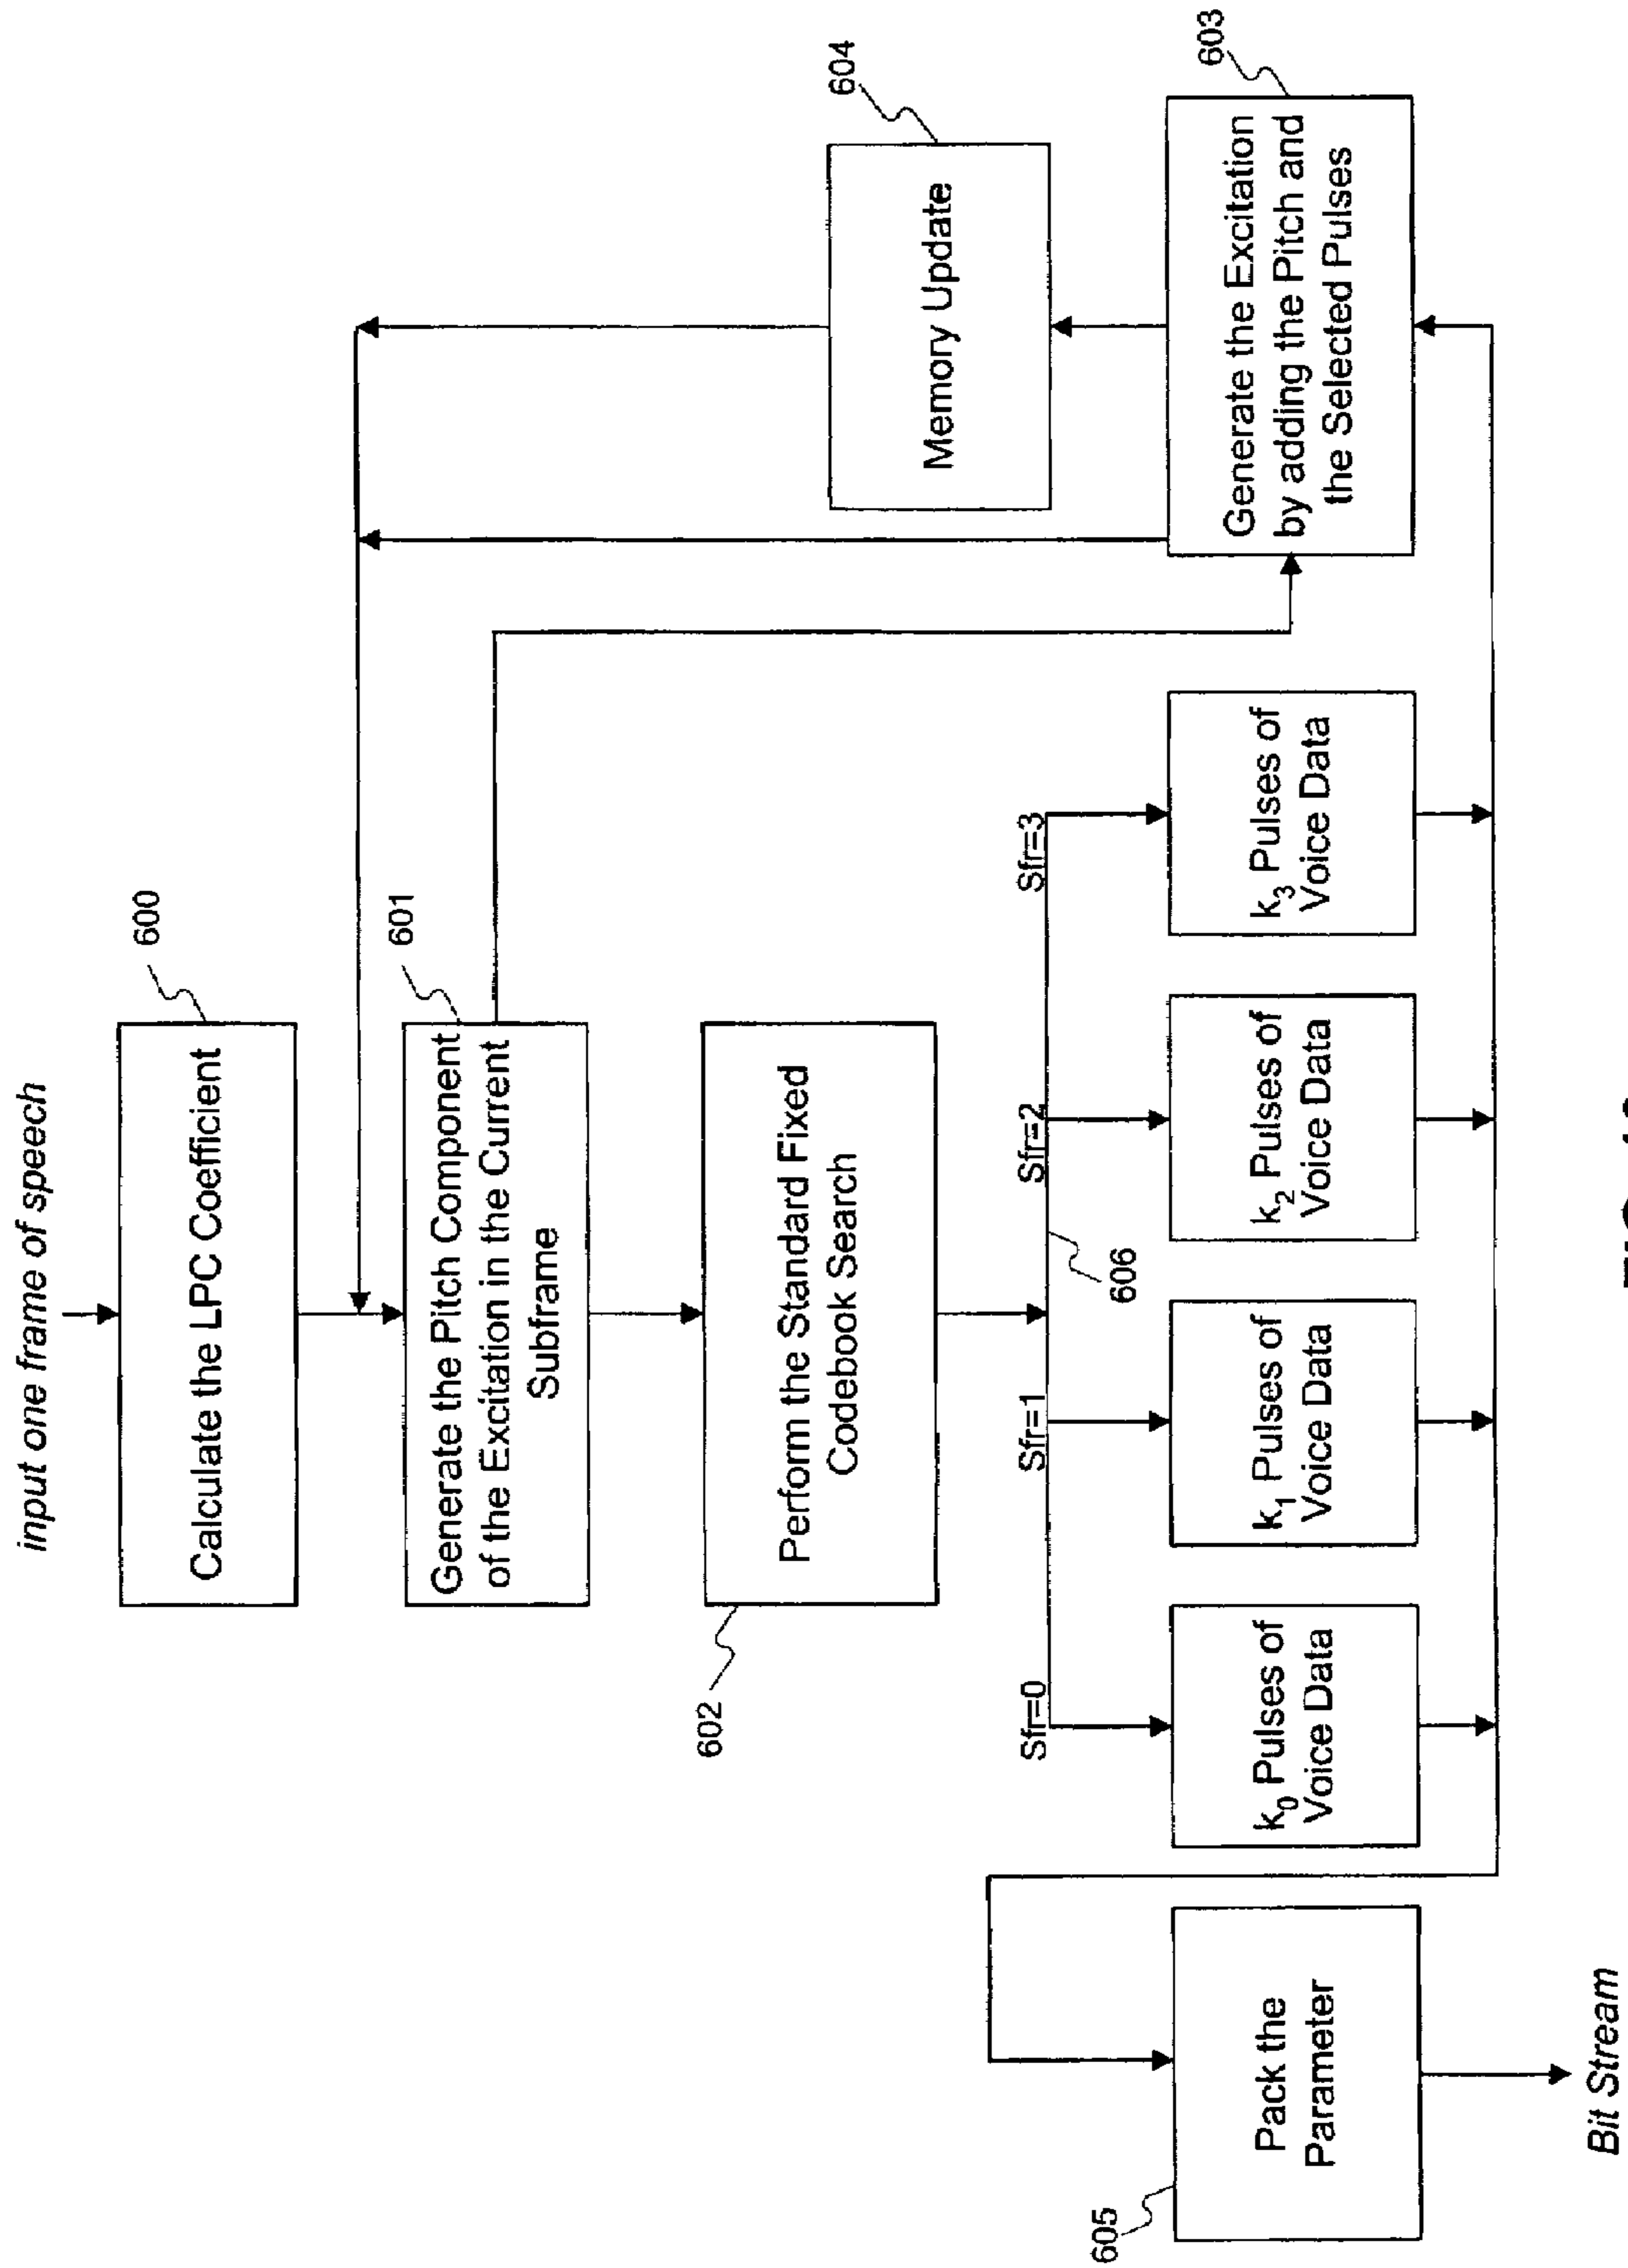 input one frame of speech
600
Calculate the LPC Coefficient
601
Generate the Pitch Component
of the Excitation in the Current
Subframe
602
Perform the Standard Fixed
Codebook Search
604
Memory Update
603
Generate the Excitation
by adding the Pitch and
the Selected Pulses
Sfr=0
Sfr=1
Sfr=2
Sfr=3
606
k0 Pulses of
Voice Data
k1 Pulses of
Voice Data
k2 Pulses of
Voice Data
k3 Pulses of
Voice Data
605
Pack the
Parameter
Bit Stream